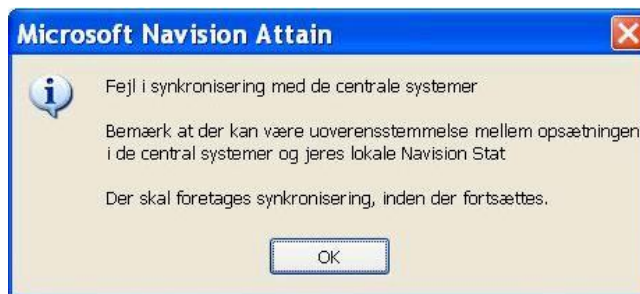 Microsoft Navision Attain
Fejl i synkronisering med de centrale systemer
Bemærk at der kan være uoverensstemmelse mellem opsætningen
i de central systemer og jeres lokale Navision Stat
Der skal foretages synkronisering, inden der fortsættes.
OK